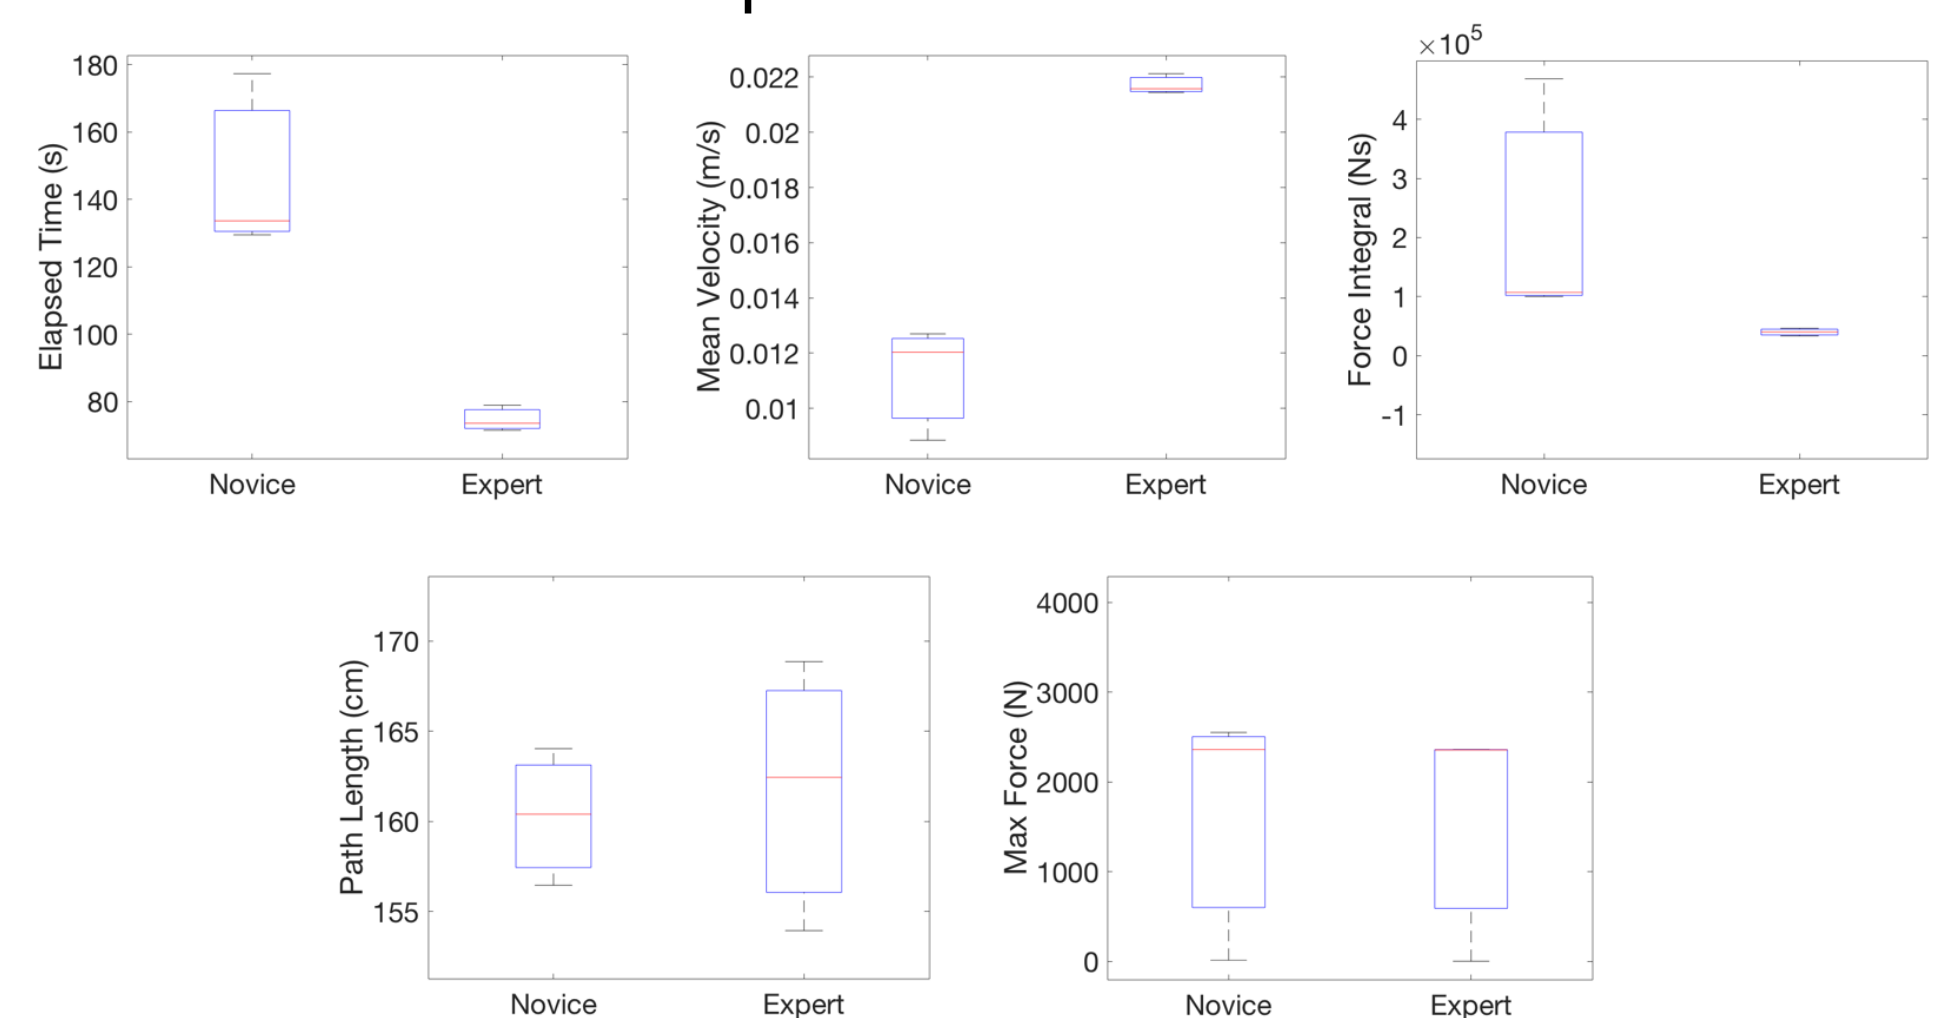 180
160
140
120
100
80
Elapsed Time (s)
Novice
Expert
0.022
0.02
0.018
0.016
0.014
0.012
0.01
Mean Velocity (m/s)
Novice
Expert
×10⁵
4
3
2
1
0
-1
Force Integral (Ns)
Novice
Expert
170
165
160
155
Path Length (cm)
Novice
Expert
4000
3000
2000
1000
0
Max Force (N)
Novice
Expert